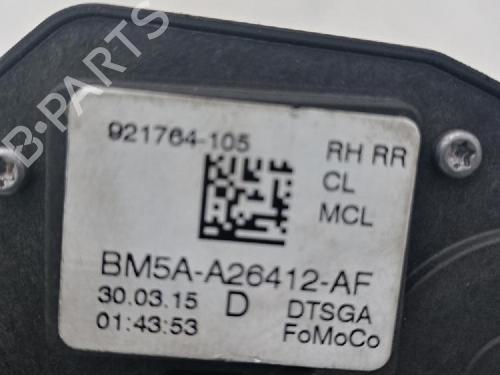 B-PARTS
921764-105 RH RR
CL
MCL
BM5A-A26412-AF
30.03.15 D DTSGA
01:43:53 FoMoCo